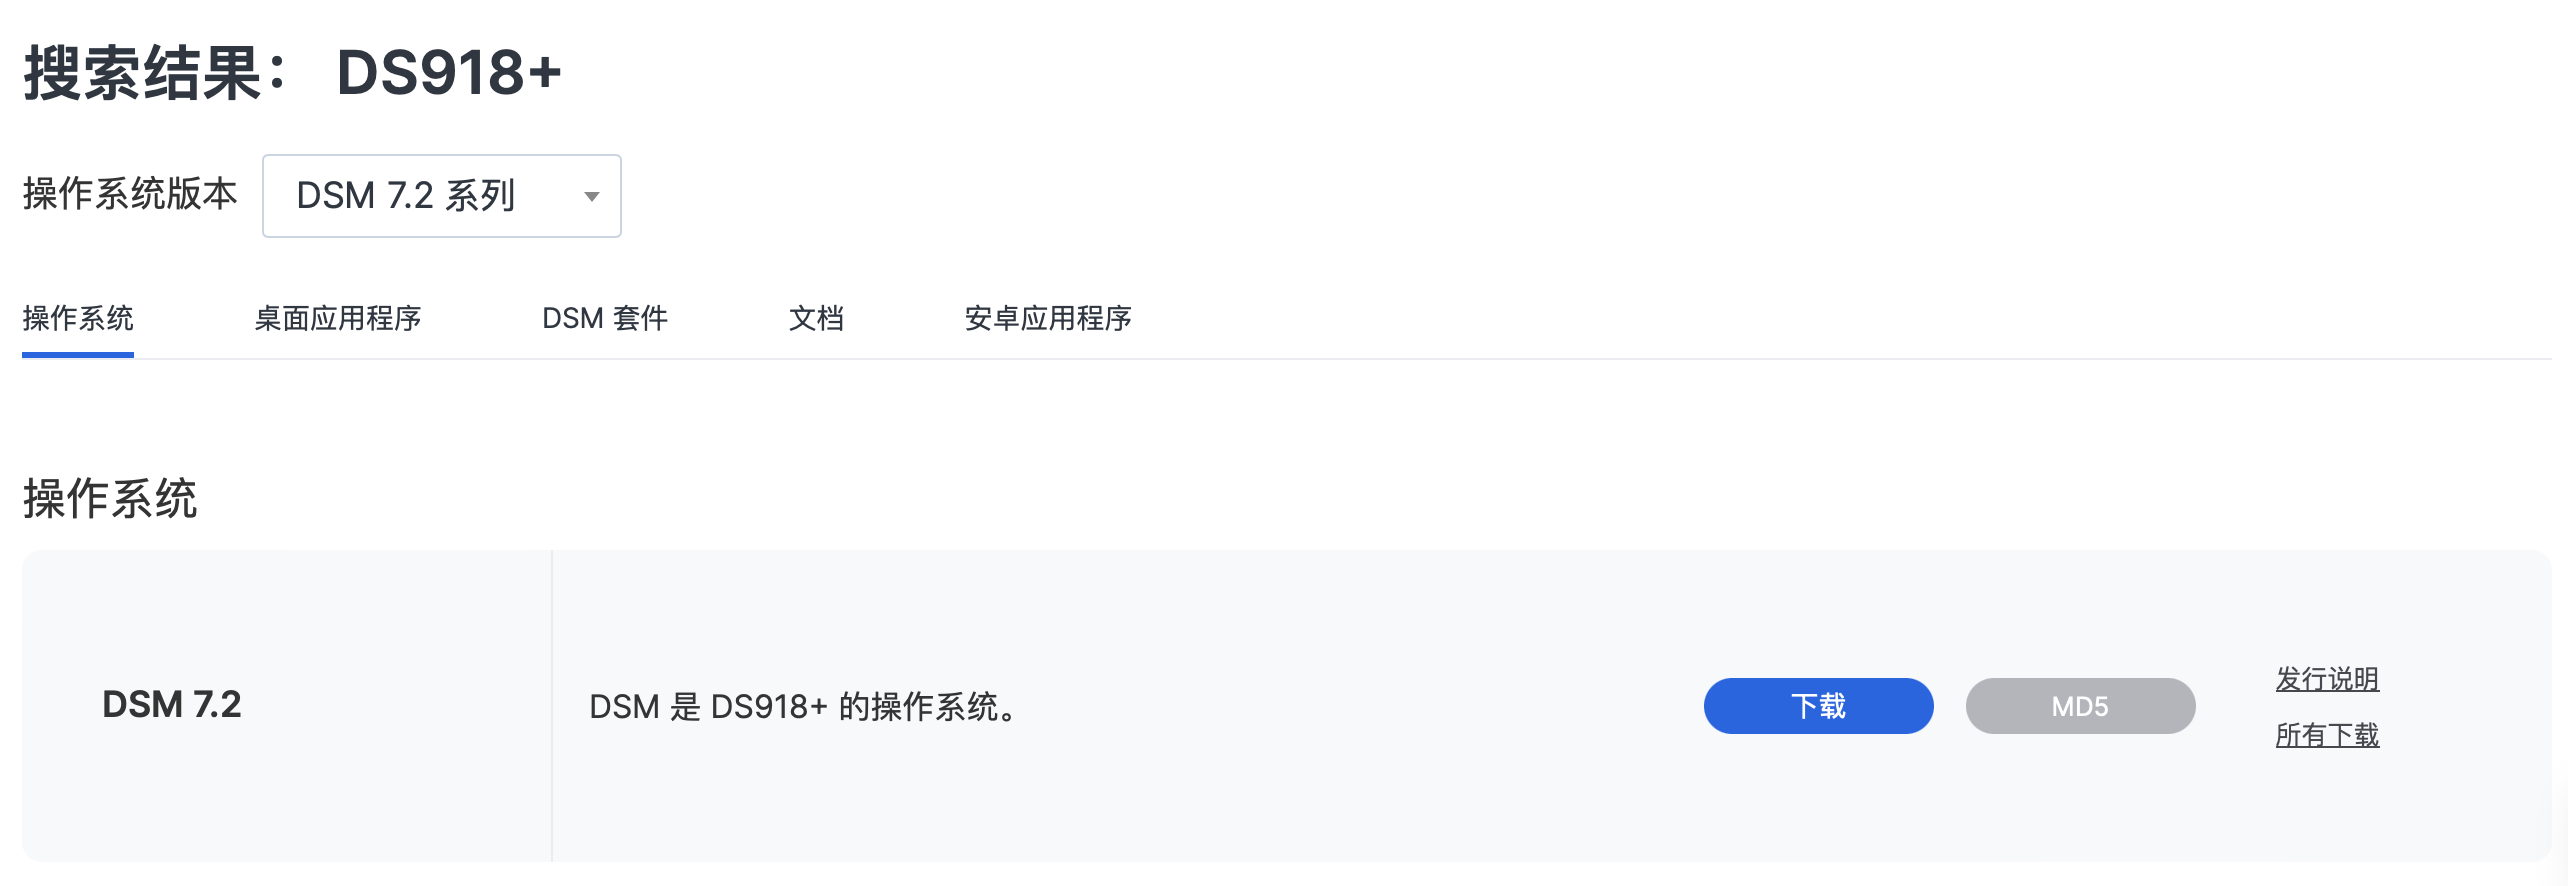 搜索结果： DS918+
操作系统版本 DSM 7.2 系列
操作系统 桌面应用程序 DSM 套件 文档 安卓应用程序
操作系统
DSM 7.2 DSM 是 DS918+ 的操作系统。 下载 MD5 发行说明
所有下载